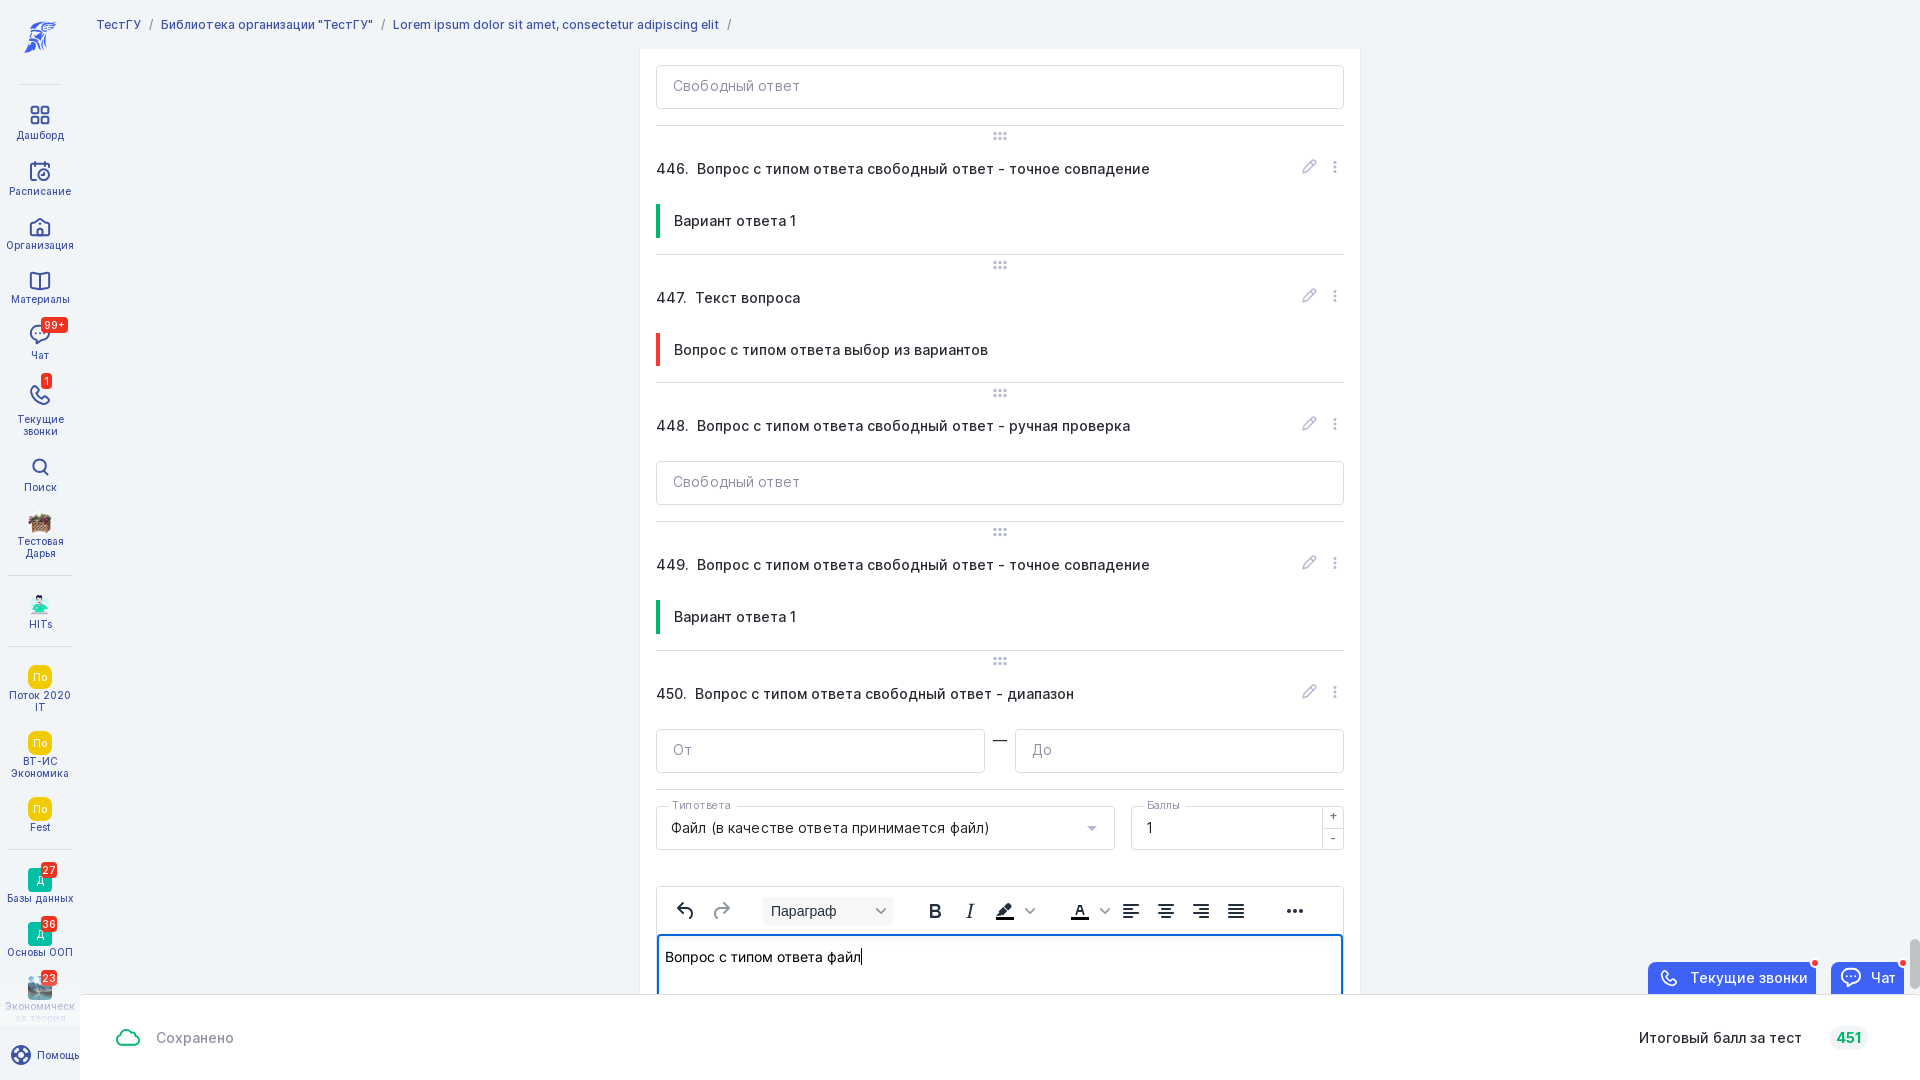 ТестГУ / Библиотека организации "ТестГУ" / Lorem ipsum dolor sit amet, consectetur adipiscing elit /
Дашборд
Расписание
Организация
Материалы
99+
Чат
1
Текущие
звонки
Поиск
Тестовая
Дарья
HITs
По
Поток 2020
IT
По
ВТ-ИС
Экономика
По
Fest
27
Д
Базы данных
36
Д
Основы ООП
23
Экономическ
ая теория
Помощь
Свободный ответ
446. Вопрос с типом ответа свободный ответ - точное совпадение
Вариант ответа 1
447. Текст вопроса
Вопрос с типом ответа выбор из вариантов
448. Вопрос с типом ответа свободный ответ - ручная проверка
Свободный ответ
449. Вопрос с типом ответа свободный ответ - точное совпадение
Вариант ответа 1
450. Вопрос с типом ответа свободный ответ - диапазон
От — До
Тип ответа
Файл (в качестве ответа принимается файл)
Баллы
1
+
-
Параграф
B I A
Вопрос с типом ответа файл
Текущие звонки
Чат
Сохранено
Итоговый балл за тест 451